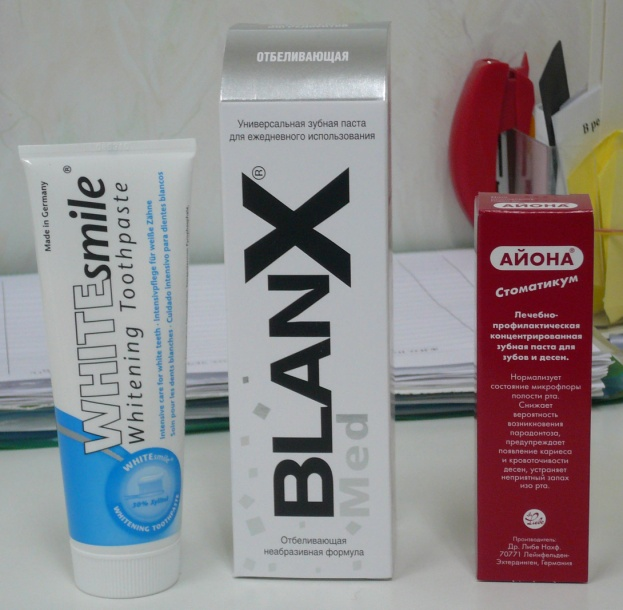 Made in Germany
WHITEsmile®
Whitening Toothpaste
Intensive care for white teeth · Intensivpflege für weiße Zähne
Soin pour les dents blanches · Cuidado intensivo para dientes blancos
WHITEsmile®
WHITENING TOOTHPASTE
ОТБЕЛИВАЮЩАЯ
Универсальная зубная паста
для ежедневного использования
BLANX®
Med
Отбеливающая
неабразивная формула
АЙОНА®
Стоматикум
Лечебно-
профилактическая
концентрированная
зубная паста для
зубов и десен.
Нормализует
состояние микрофлоры
полости рта.
Снижает
вероятность
возникновения
парадонтоза,
предупреждает
появление кариеса
и кровоточивости
десен, устраняет
неприятный запах
изо рта.
Производитель
Др. Либе Нахф.
70771 Лейнфельден-
Эхтердинген, Германия
В ре